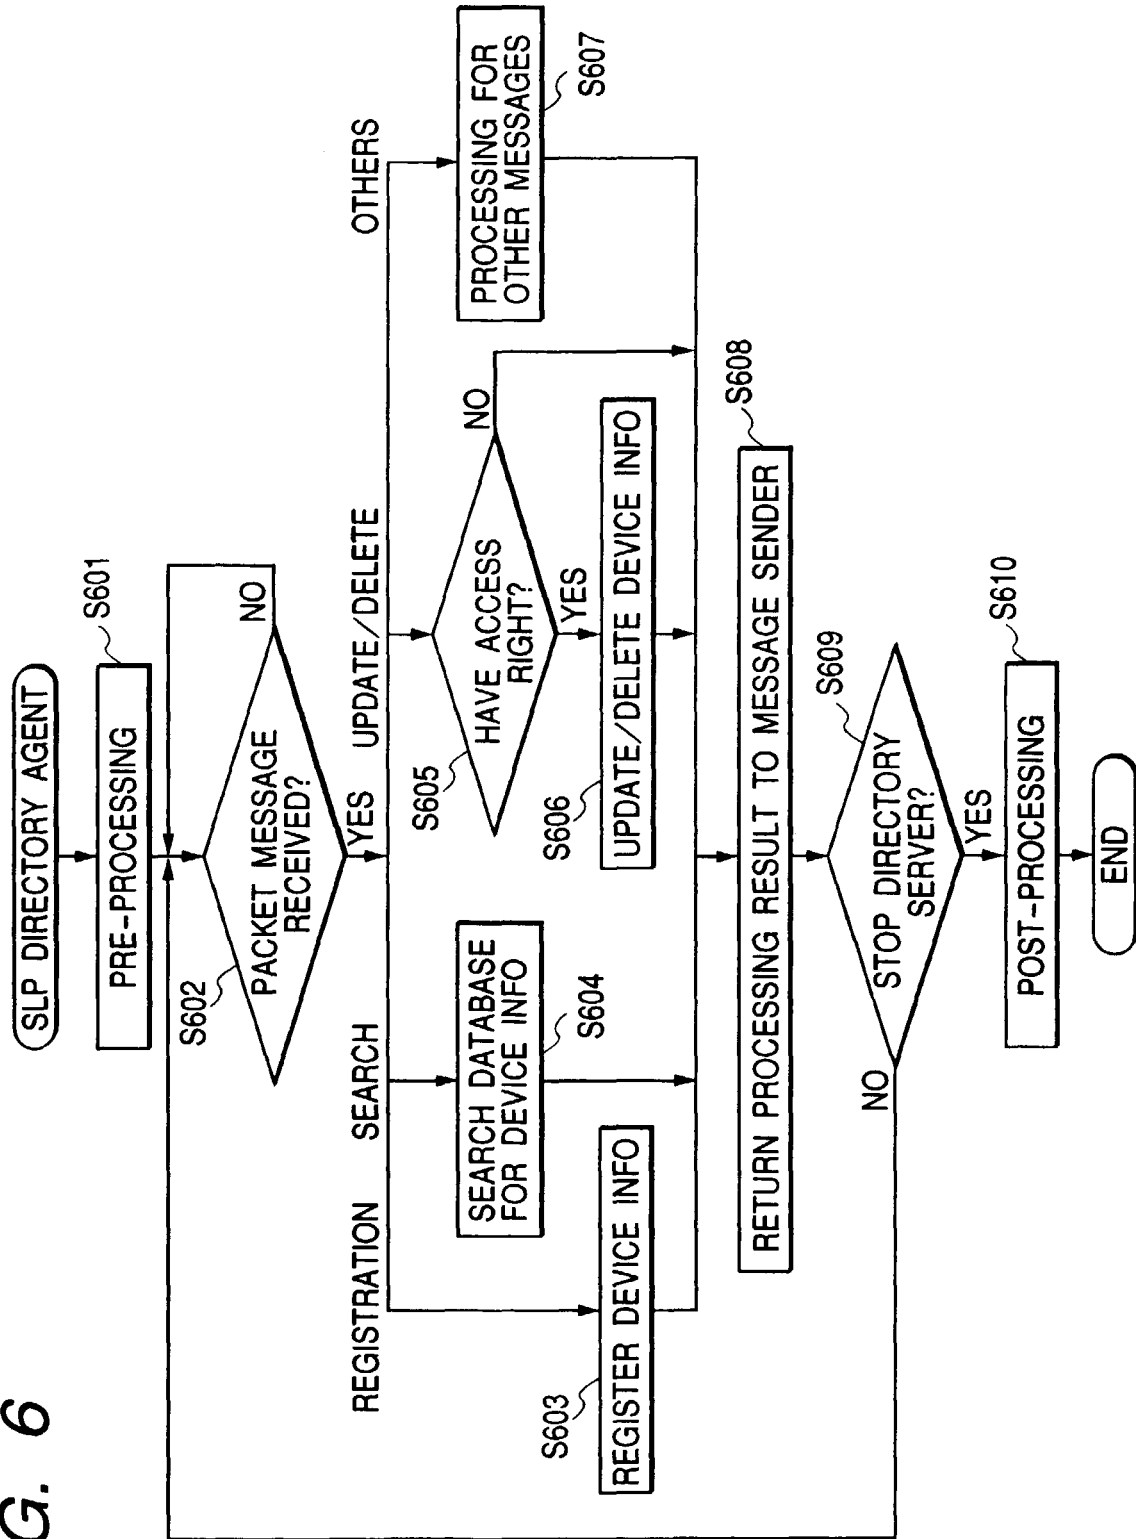 G. 6
SLP DIRECTORY AGENT
PRE-PROCESSING
S601
S602
PACKET MESSAGE
RECEIVED?
NO
YES
REGISTRATION
SEARCH
UPDATE/DELETE
OTHERS
S603
REGISTER DEVICE INFO
SEARCH DATABASE
FOR DEVICE INFO
S604
S605
HAVE ACCESS
RIGHT?
NO
YES
S606
UPDATE/DELETE DEVICE INFO
PROCESSING FOR
OTHER MESSAGES
S607
RETURN PROCESSING RESULT TO MESSAGE SENDER
S608
STOP DIRECTORY
SERVER?
S609
NO
YES
POST-PROCESSING
S610
END